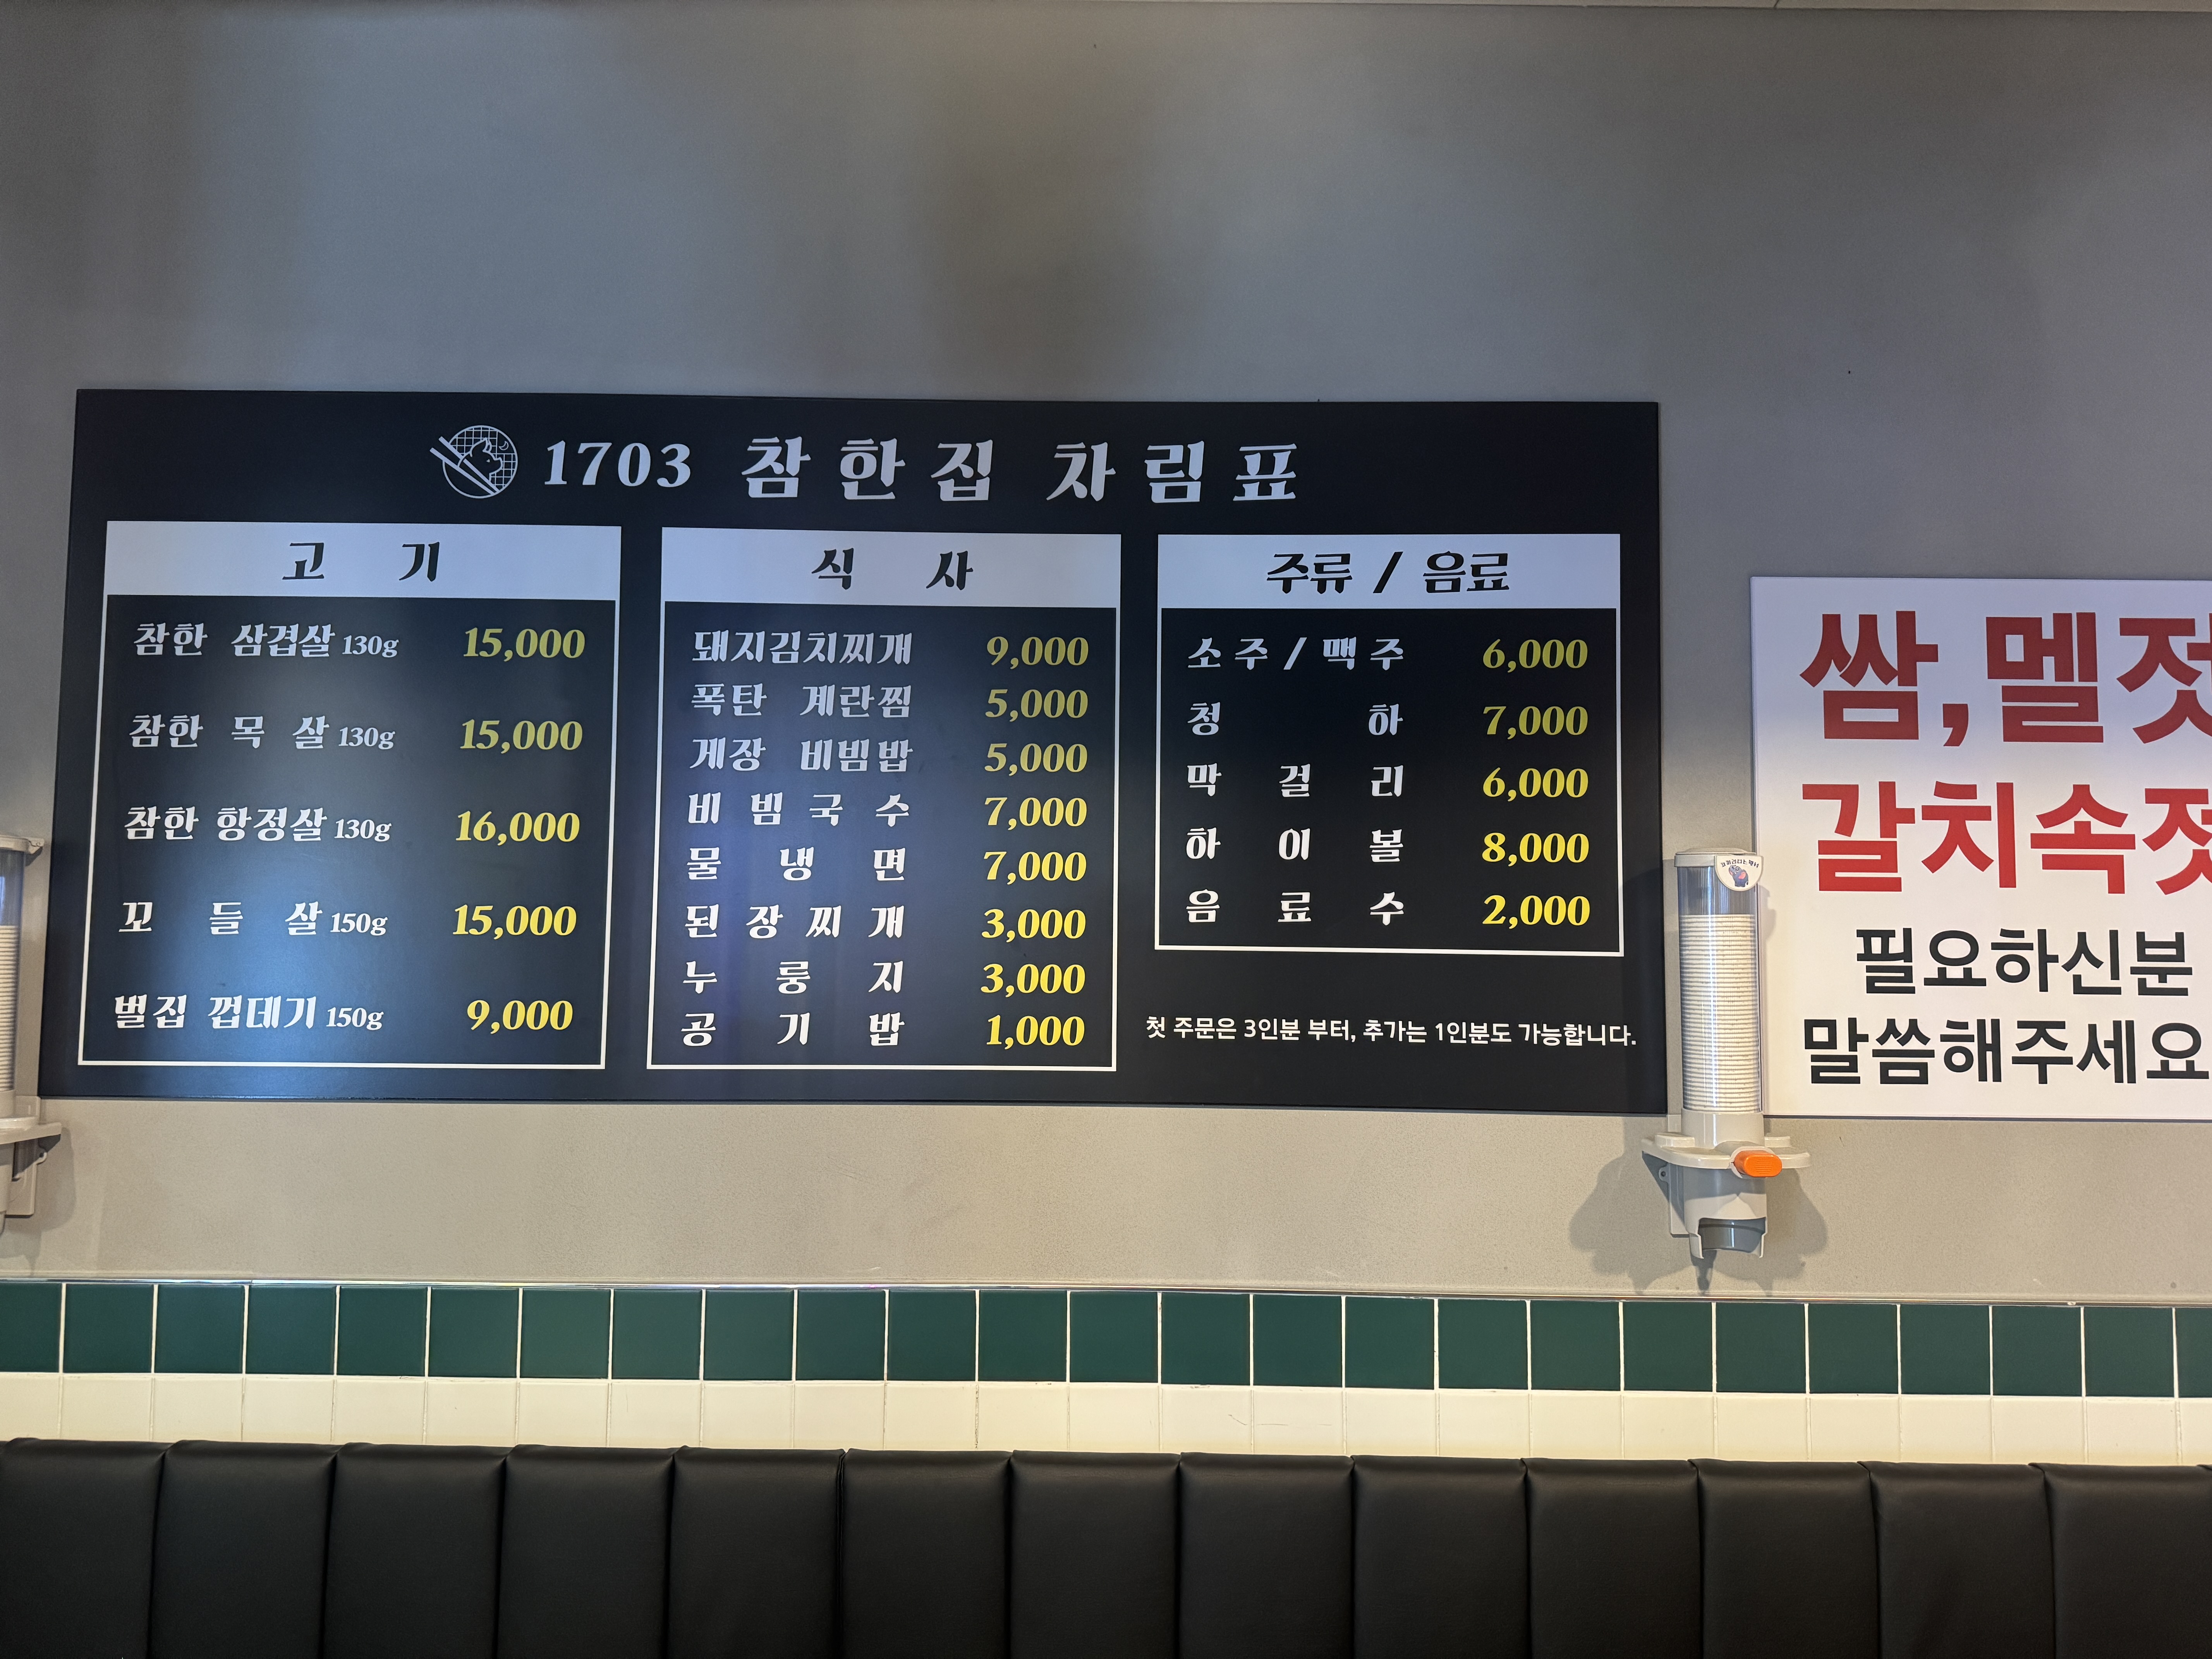 1703 참한집 차림표
고기
참한 삼겹살 130g 15,000
참한 목살 130g 15,000
참한 항정살 130g 16,000
꼬들살 150g 15,000
벌집 껍데기 150g 9,000
식사
돼지김치찌개 9,000
폭탄 계란찜 5,000
게장 비빔밥 5,000
비빔국수 7,000
물냉면 7,000
된장찌개 3,000
누룽지 3,000
공기밥 1,000
주류 / 음료
소주 / 맥주 6,000
청하 7,000
막걸리 6,000
하이볼 8,000
음료수 2,000
첫 주문은 3인분 부터, 추가는 1인분도 가능합니다.
쌈,멜젓
갈치속젓
필요하신분
말씀해주세요